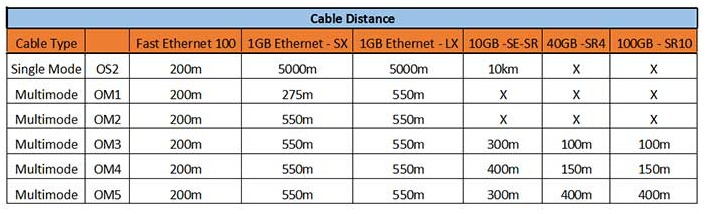 Cable Distance
Cable Type Fast Ethernet 100 1GB Ethernet - SX 1GB Ethernet - LX 10GB -SE-SR 40GB -SR4 100GB - SR10
Single Mode OS2 200m 5000m 5000m 10km X X
Multimode OM1 200m 275m 550m X X X
Multimode OM2 200m 550m 550m X X X
Multimode OM3 200m 550m 550m 300m 100m 100m
Multimode OM4 200m 550m 550m 400m 150m 150m
Multimode OM5 200m 550m 550m 300m 400m 400m